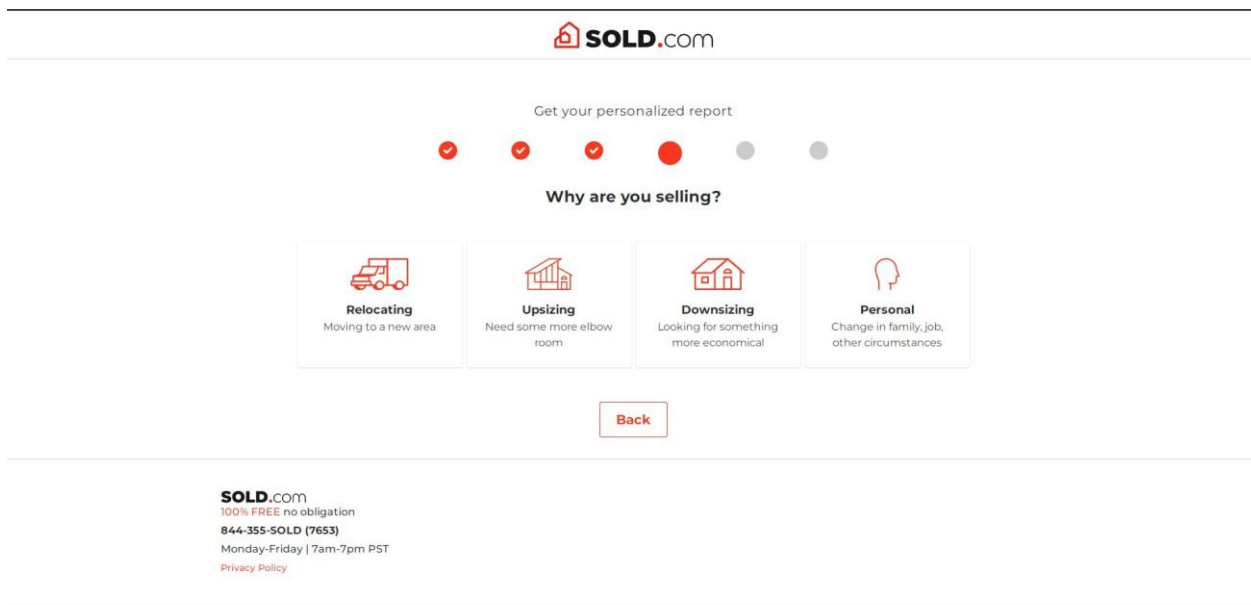 SOLD.com
Get your personalized report
Why are you selling?
Relocating
Moving to a new area
Upsizing
Need some more elbow
room
Downsizing
Looking for something
more economical
Personal
Change in family, job,
other circumstances
Back
SOLD.com
100% FREE no obligation
844-355-SOLD (7653)
Monday-Friday | 7am-7pm PST
Privacy Policy